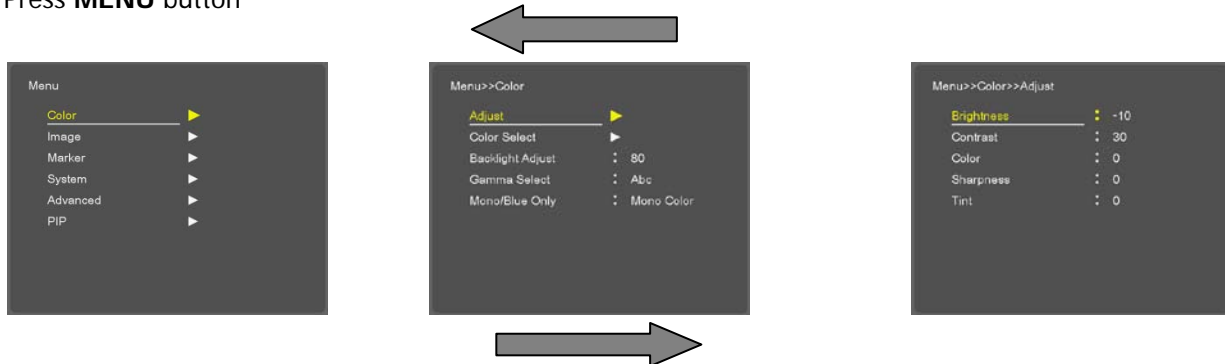 Press MENU button
Menu
Color ▶
Image ▶
Marker ▶
System ▶
Advanced ▶
PIP ▶
Menu>>Color
Adjust ▶
Color Select ▶
Backlight Adjust : 80
Gamma Select : Abc
Mono/Blue Only : Mono Color
Menu>>Color>>Adjust
Brightness : -10
Contrast : 30
Color : 0
Sharpness : 0
Tint : 0